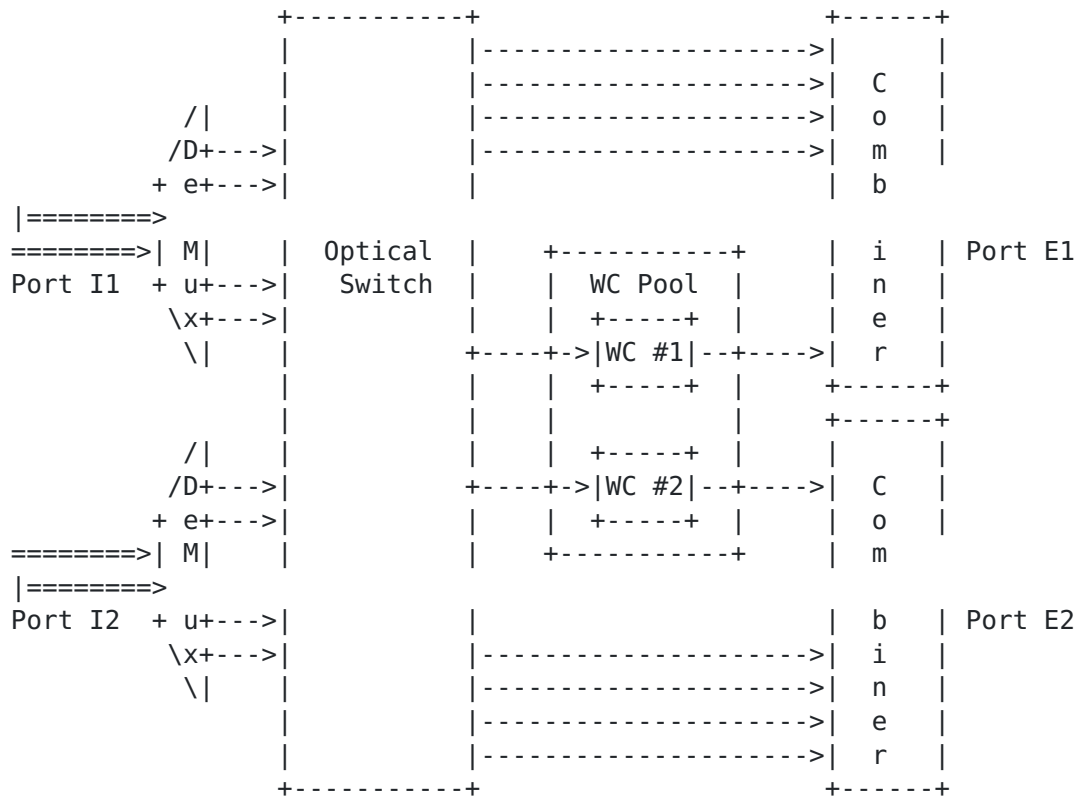 +-----------+                      +------+
                  |           |--------------------->|      |
                  |           |--------------------->|  C   |
            /|    |           |--------------------->|  o   |
           /D+--->|           |--------------------->|  m   |
          + e+--->|           |                      |  b
 |========>
 ========>| M|    |  Optical  |    +-----------+     |  i   | Port E1
 Port I1  + u+--->|   Switch  |    |  WC Pool  |     |  n   |
           \x+--->|           |    |  +-----+  |     |  e   |
            \|    |           +----+->|WC #1|--+---->|  r   |
                  |           |    |  +-----+  |     +------+
                  |           |    |           |     +------+
            /|    |           |    |  +-----+  |     |      |
           /D+--->|           +----+->|WC #2|--+---->|  C   |
          + e+--->|           |    |  +-----+  |     |  o   |
 ========>| M|    |           |    +-----------+     |  m
 |========>
 Port I2  + u+--->|           |                      |  b   | Port E2
           \x+--->|           |--------------------->|  i   |
            \|    |           |--------------------->|  n   |
                  |           |--------------------->|  e   |
                  |           |--------------------->|  r   |
                  +-----------+                      +------+